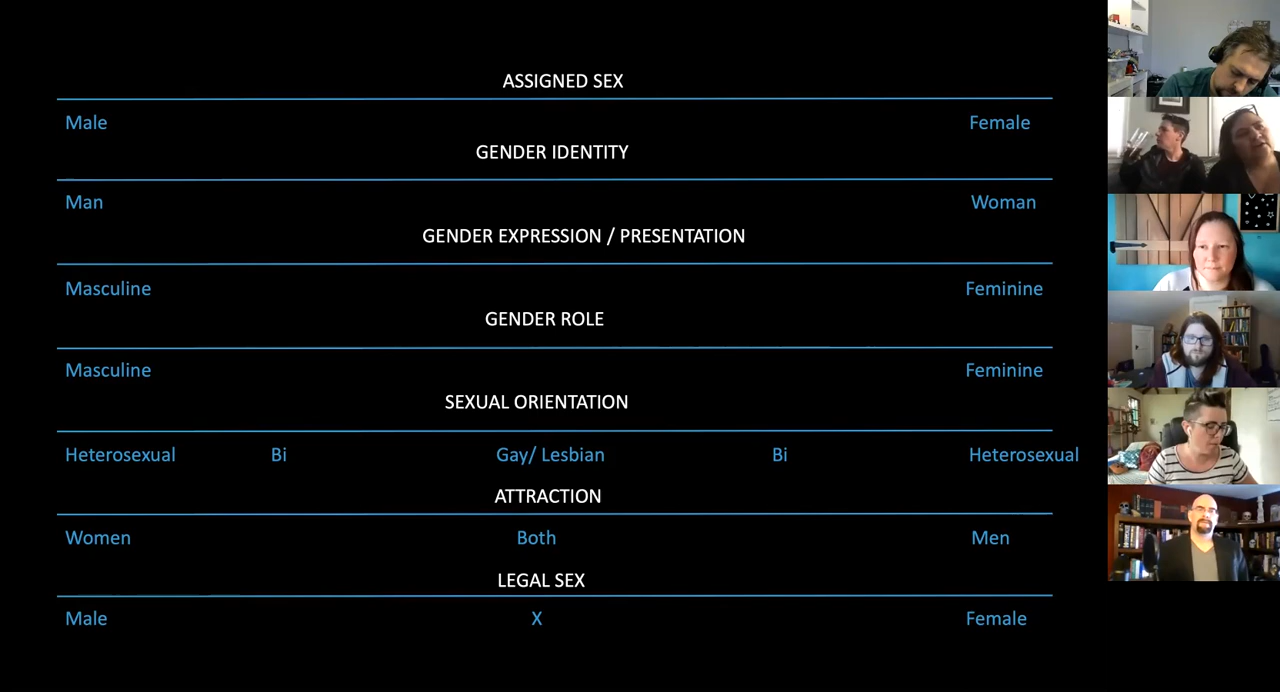 ASSIGNED SEX
Male Female
GENDER IDENTITY
Man Woman
GENDER EXPRESSION / PRESENTATION
Masculine Feminine
GENDER ROLE
Masculine Feminine
SEXUAL ORIENTATION
Heterosexual Bi Gay/ Lesbian Bi Heterosexual
ATTRACTION
Women Both Men
LEGAL SEX
Male X Female